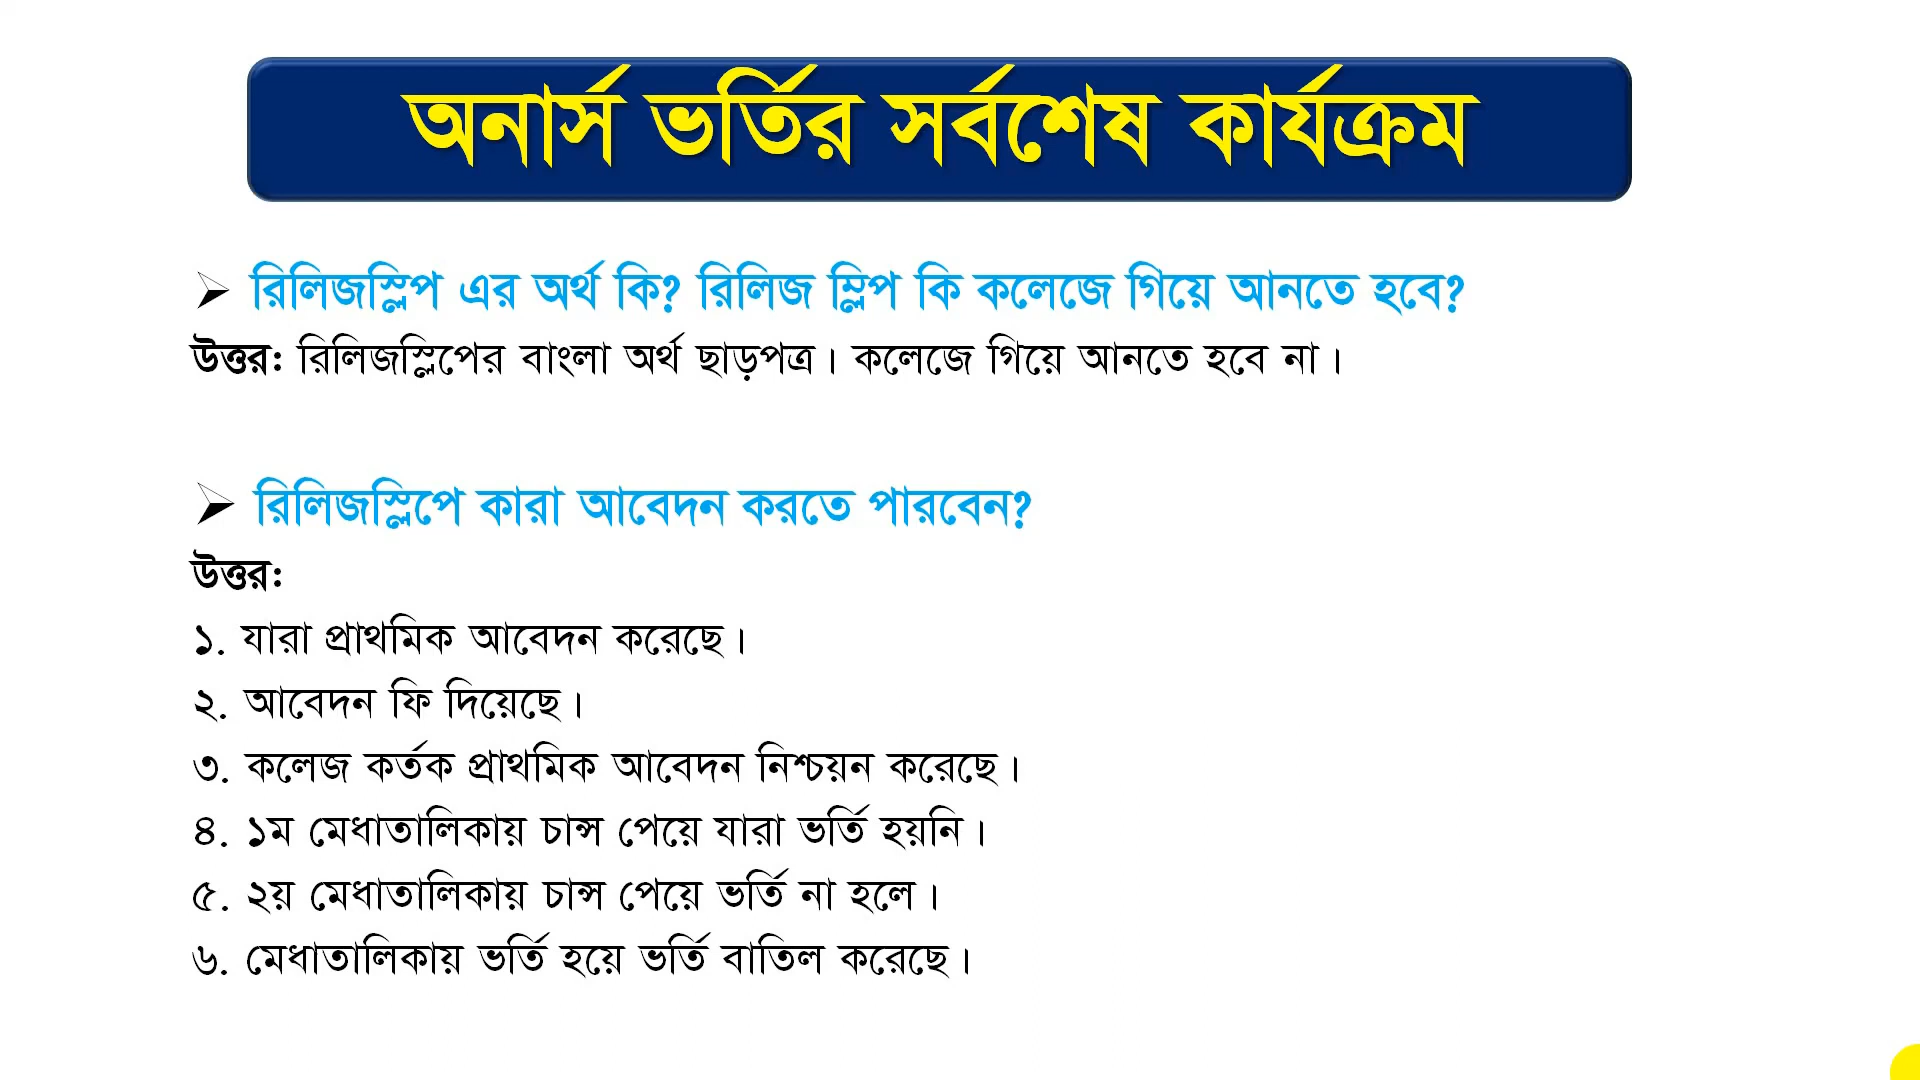 অনার্স ভর্তির সর্বশেষ কার্যক্রম
➢ রিলিজস্লিপ এর অর্থ কি? রিলিজ স্লিপ কি কলেজে গিয়ে আনতে হবে?
উত্তর: রিলিজস্লিপের বাংলা অর্থ ছাড়পত্র। কলেজে গিয়ে আনতে হবে না।
➢ রিলিজস্লিপে কারা আবেদন করতে পারবেন?
উত্তর:
১. যারা প্রাথমিক আবেদন করেছে।
২. আবেদন ফি দিয়েছে।
৩. কলেজ কর্তক প্রাথমিক আবেদন নিশ্চয়ন করেছে।
৪. ১ম মেধাতালিকায় চান্স পেয়ে যারা ভর্তি হয়নি।
৫. ২য় মেধাতালিকায় চান্স পেয়ে ভর্তি না হলে।
৬. মেধাতালিকায় ভর্তি হয়ে ভর্তি বাতিল করেছে।